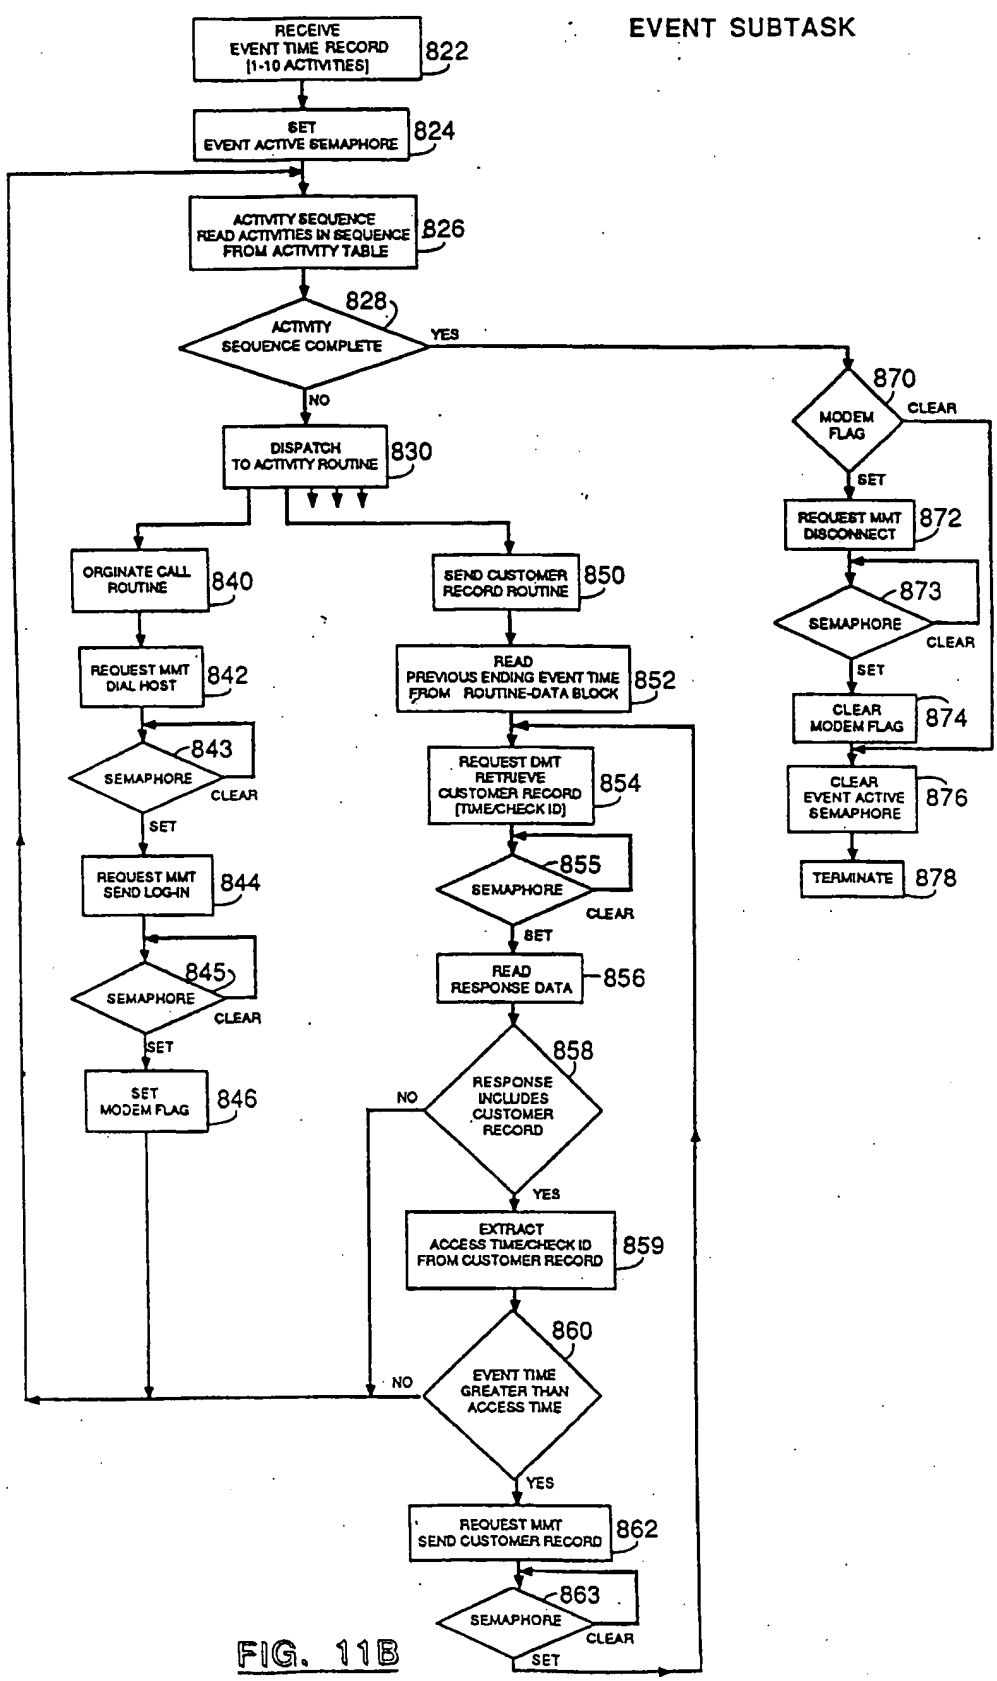 EVENT SUBTASK
RECEIVE
EVENT TIME RECORD
[1-10 ACTIVITIES]
822
SET
EVENT ACTIVE SEMAPHORE
824
ACTIVITY SEQUENCE
READ ACTIVITIES IN SEQUENCE
FROM ACTIVITY TABLE
826
828
ACTIVITY
SEQUENCE COMPLETE
YES
NO
DISPATCH
TO ACTIVITY ROUTINE
830
ORGINATE CALL
ROUTINE
840
REQUEST MMT
DIAL HOST
842
843
SEMAPHORE
CLEAR
SET
REQUEST MMT
SEND LOG-IN
844
845
SEMAPHORE
CLEAR
SET
SET
MODEM FLAG
846
SEND CUSTOMER
RECORD ROUTINE
850
READ
PREVIOUS ENDING EVENT TIME
FROM ROUTINE-DATA BLOCK
852
REQUEST DMT
RETRIEVE
CUSTOMER RECORD
[TIME/CHECK ID]
854
855
SEMAPHORE
CLEAR
SET
READ
RESPONSE DATA
856
858
RESPONSE
INCLUDES
CUSTOMER
RECORD
NO
YES
EXTRACT
ACCESS TIME/CHECK ID
FROM CUSTOMER RECORD
859
860
EVENT TIME
GREATER THAN
ACCESS TIME
NO
YES
REQUEST MMT
SEND CUSTOMER RECORD
862
863
SEMAPHORE
CLEAR
SET
870
MODEM
FLAG
CLEAR
SET
REQUEST MMT
DISCONNECT
872
873
SEMAPHORE
CLEAR
SET
CLEAR
MODEM FLAG
874
CLEAR
EVENT ACTIVE
SEMAPHORE
876
TERMINATE
878
FIG. 11B